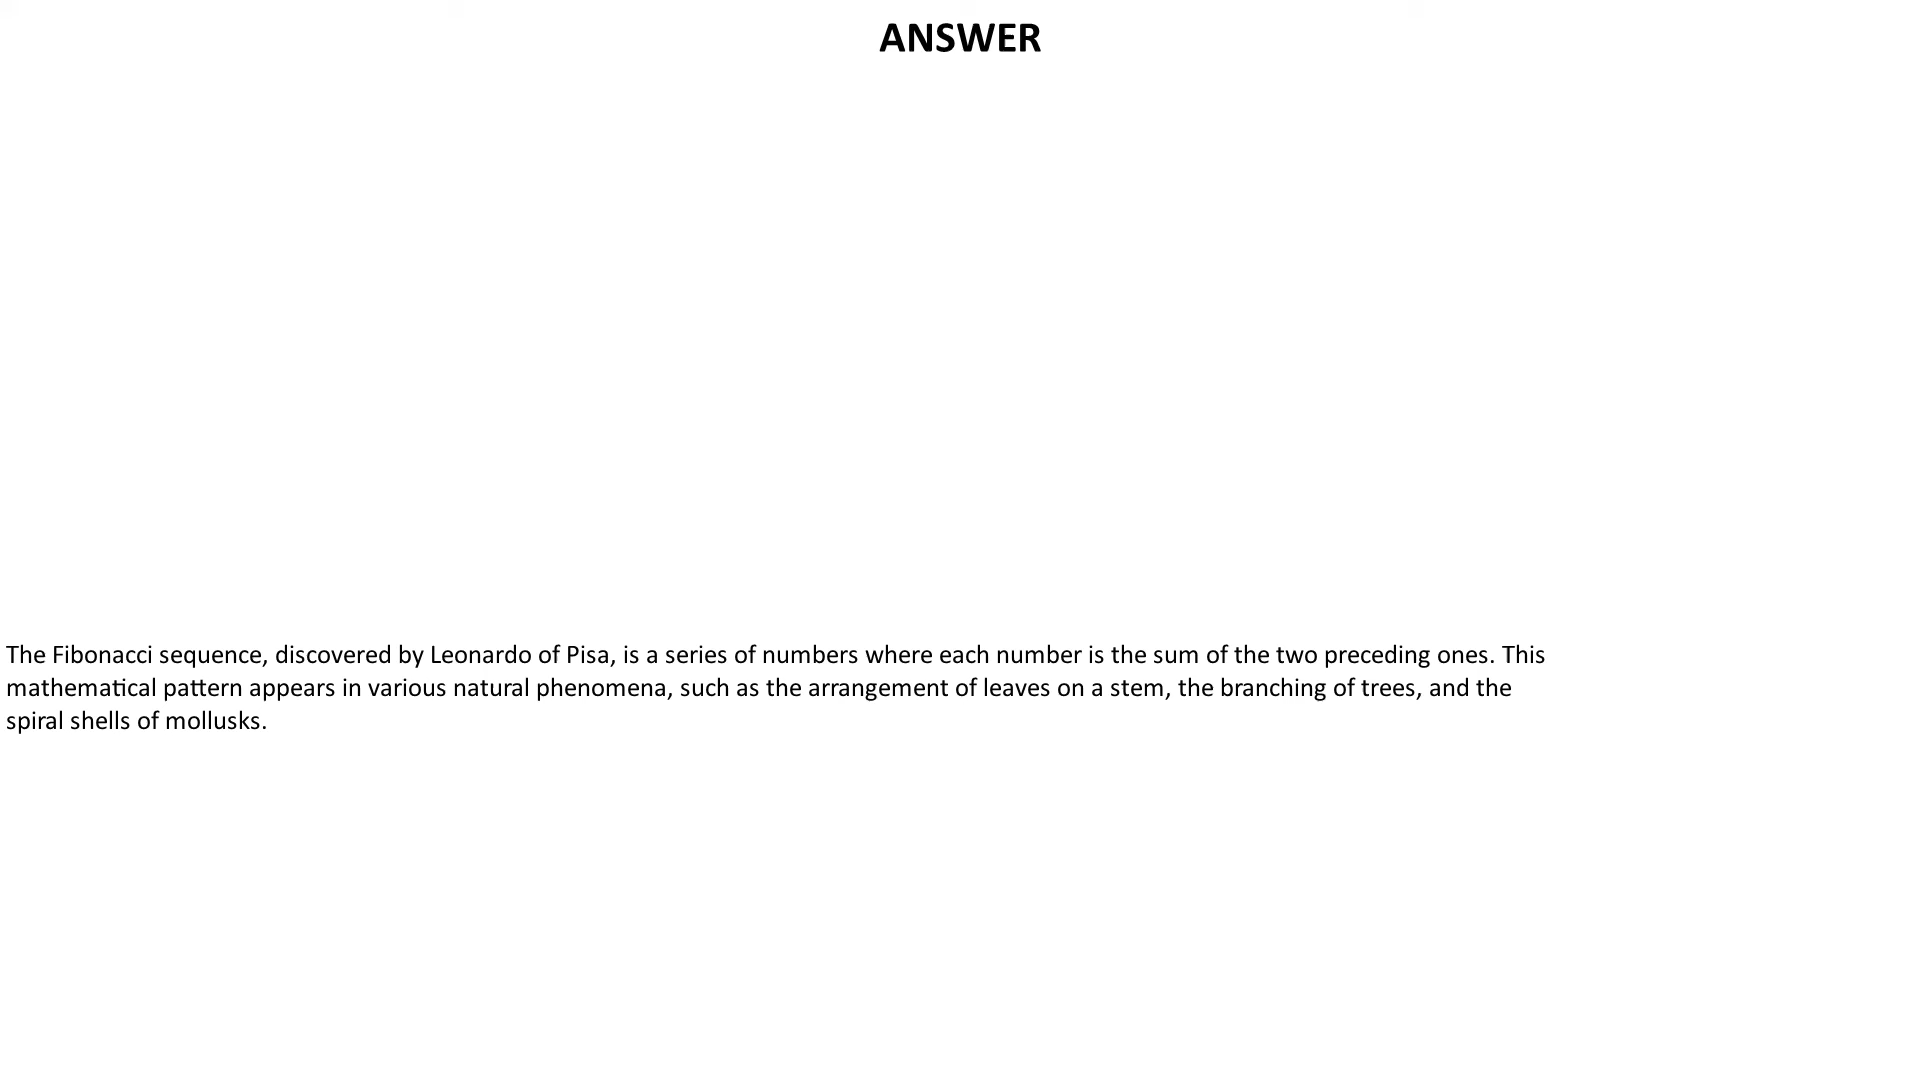 ANSWER
The Fibonacci sequence, discovered by Leonardo of Pisa, is a series of numbers where each number is the sum of the two preceding ones. This
mathematical pattern appears in various natural phenomena, such as the arrangement of leaves on a stem, the branching of trees, and the
spiral shells of mollusks.